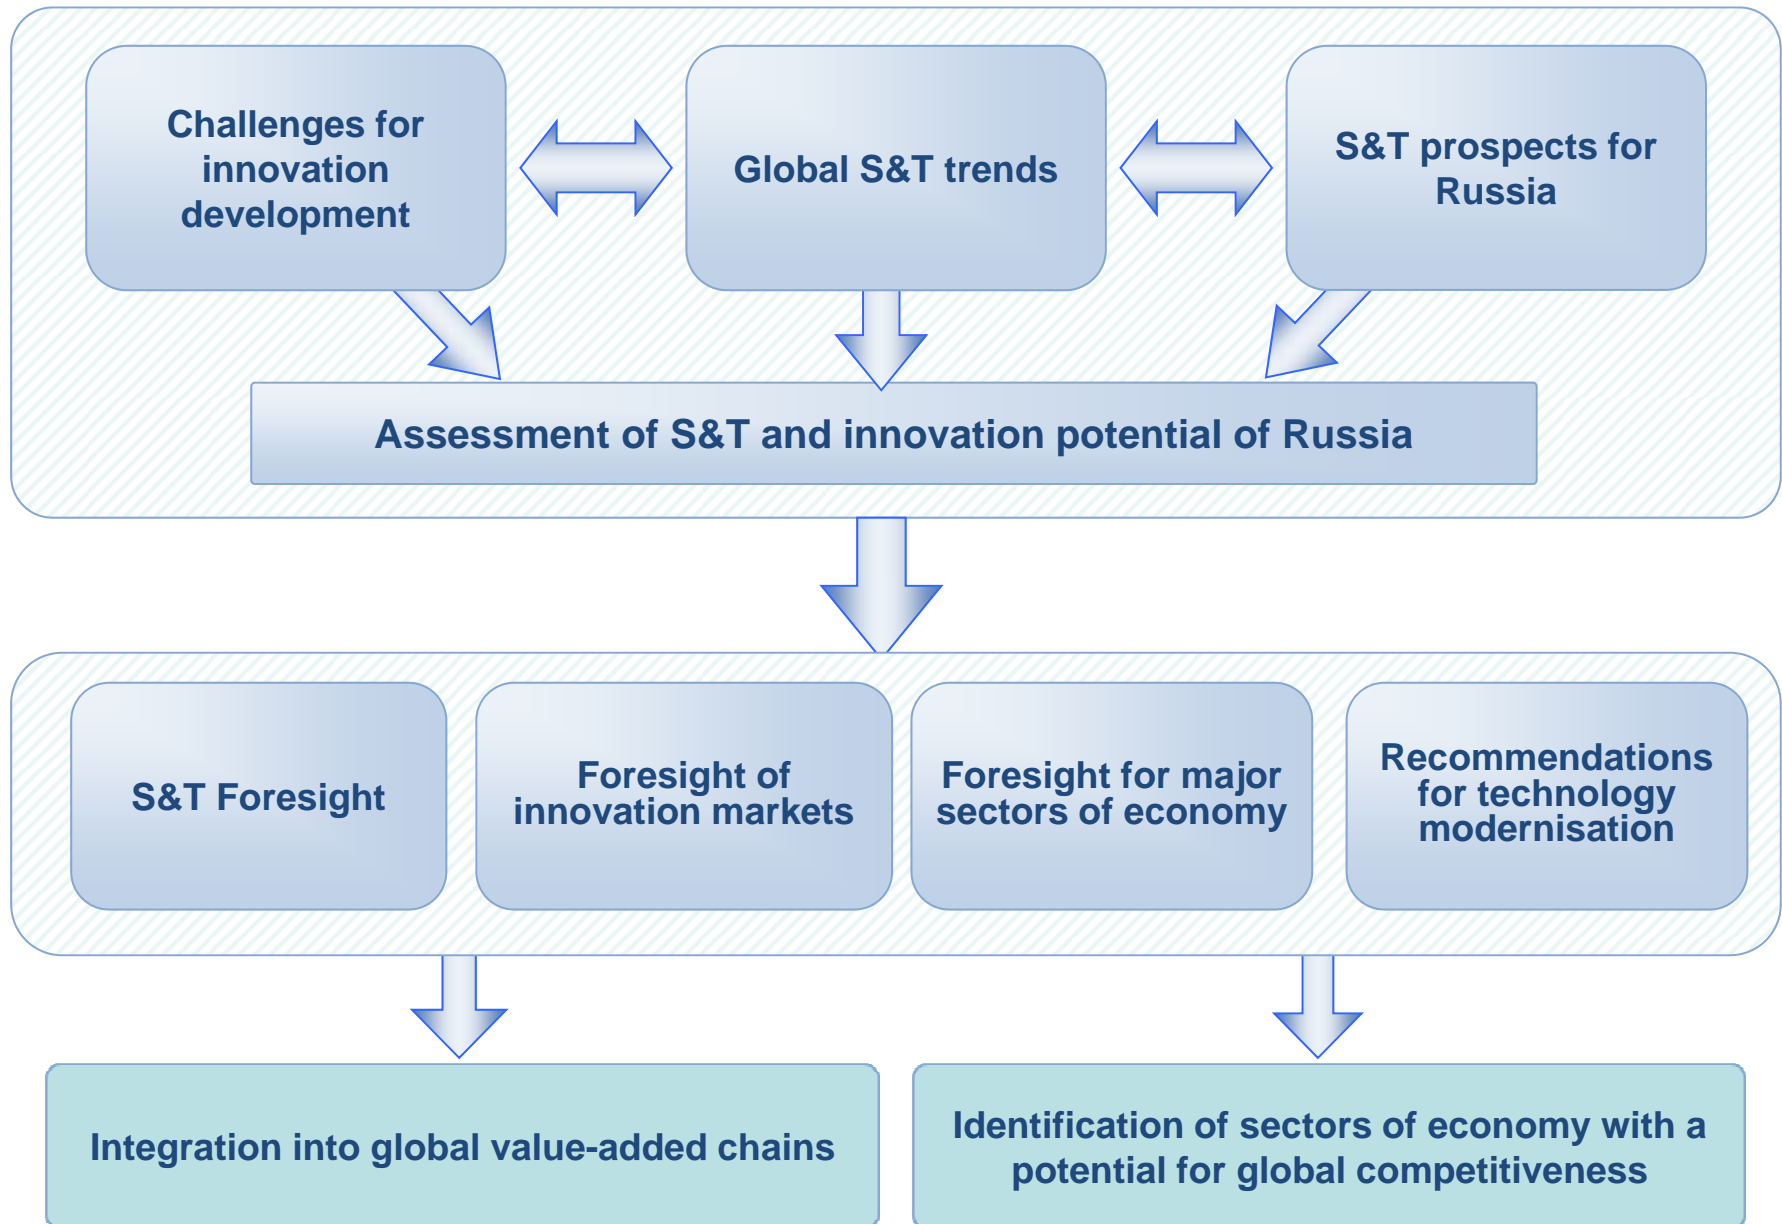 Challenges for
innovation
development
Global S&T trends
S&T prospects for
Russia
Assessment of S&T and innovation potential of Russia
S&T Foresight
Foresight of
innovation markets
Foresight for major
sectors of economy
Recommendations
for technology
modernisation
Integration into global value-added chains
Identification of sectors of economy with a
potential for global competitiveness